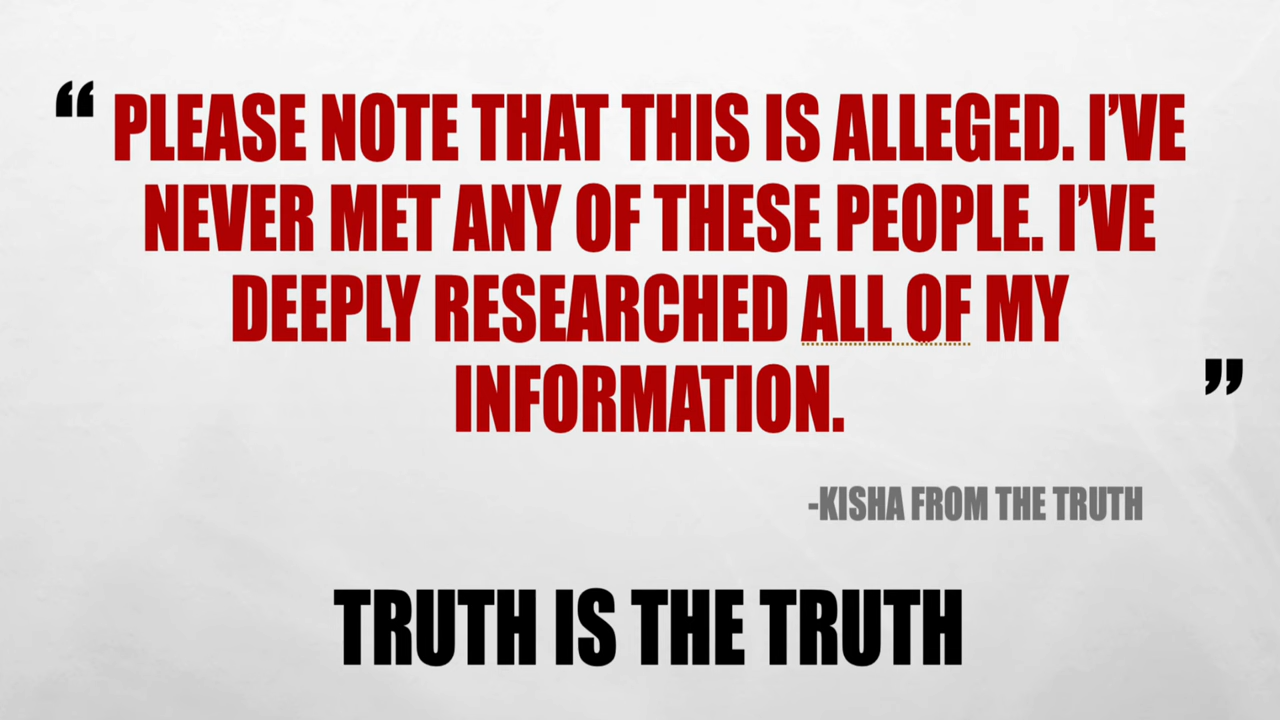 “ PLEASE NOTE THAT THIS IS ALLEGED. I’VE
NEVER MET ANY OF THESE PEOPLE. I’VE
DEEPLY RESEARCHED ALL OF MY
INFORMATION. ”
-KISHA FROM THE TRUTH
TRUTH IS THE TRUTH